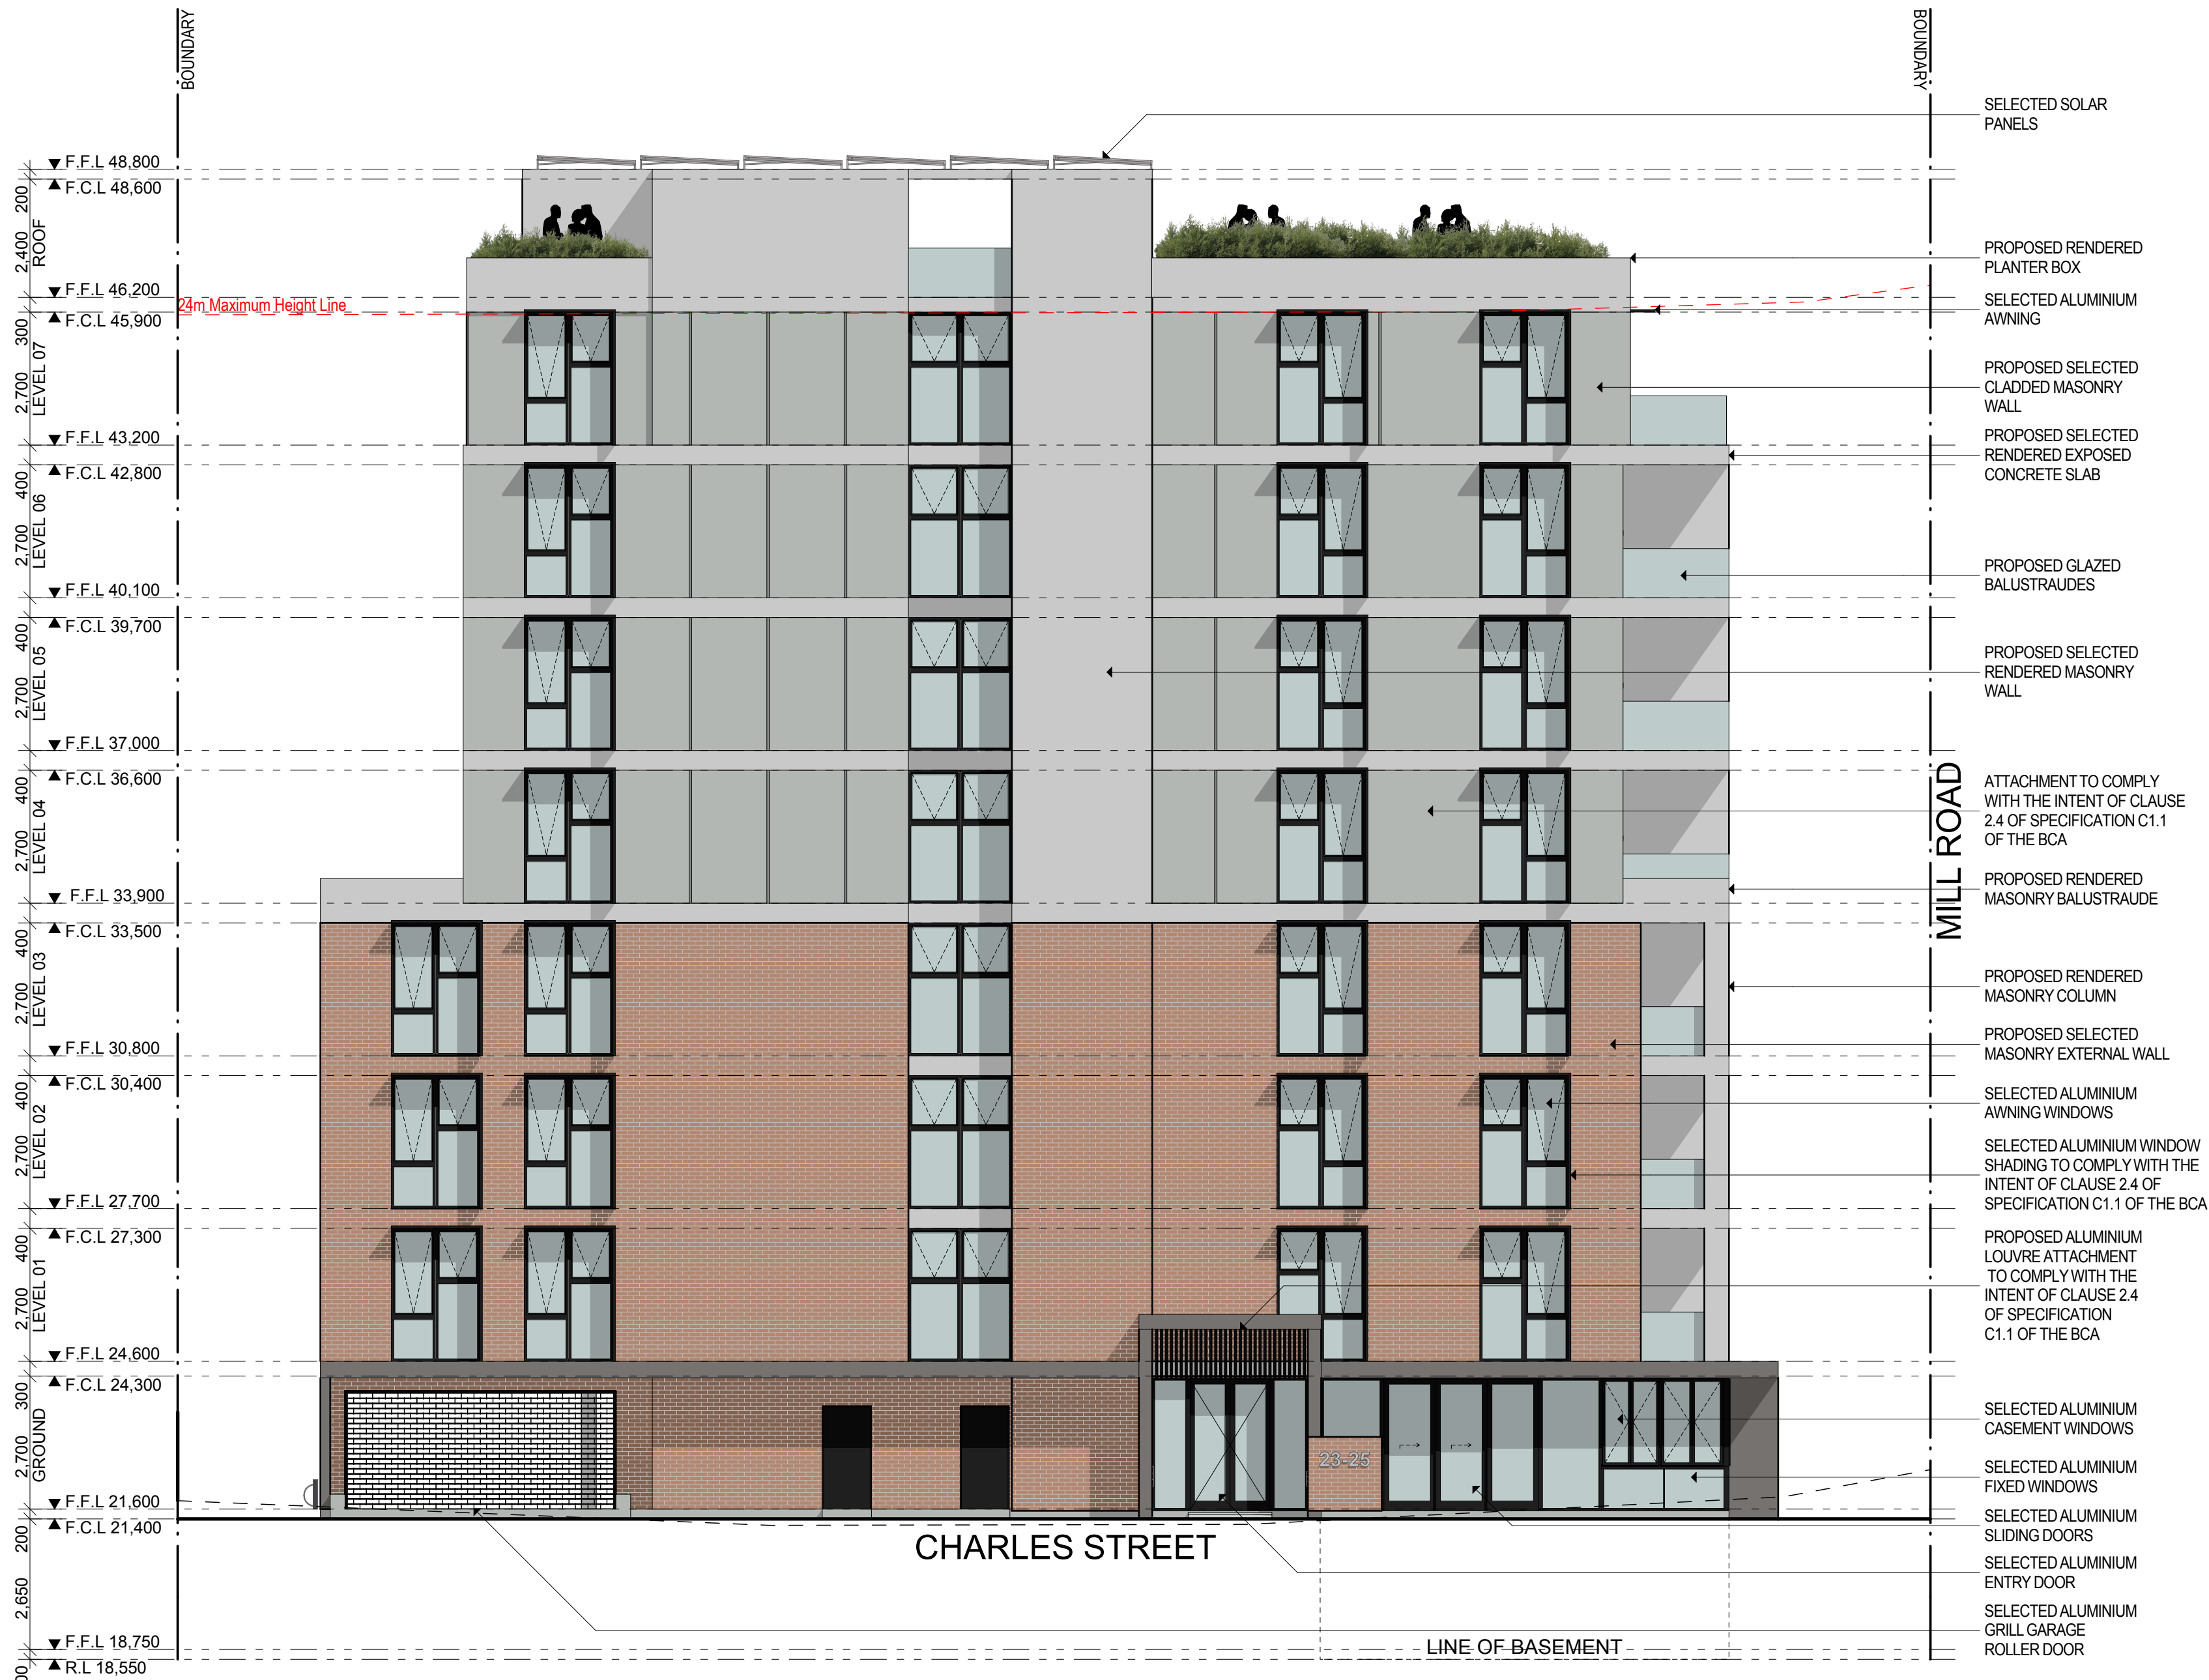 BOUNDARY
BOUNDARY
F.F.L 48,800
F.C.L 48,600
200
2,400
ROOF
F.F.L 46,200
24m Maximum Height Line
F.C.L 45,900
300
2,700
LEVEL 07
F.F.L 43,200
F.C.L 42,800
400
2,700
LEVEL 06
F.F.L 40,100
F.C.L 39,700
400
2,700
LEVEL 05
F.F.L 37,000
F.C.L 36,600
400
2,700
LEVEL 04
F.F.L 33,900
F.C.L 33,500
400
2,700
LEVEL 03
F.F.L 30,800
F.C.L 30,400
400
2,700
LEVEL 02
F.F.L 27,700
F.C.L 27,300
400
2,700
LEVEL 01
F.F.L 24,600
F.C.L 24,300
300
2,700
GROUND
F.F.L 21,600
F.C.L 21,400
200
2,650
F.F.L 18,750
R.L 18,550
23-25
CHARLES STREET
LINE OF BASEMENT
MILL ROAD
SELECTED SOLAR
PANELS
PROPOSED RENDERED
PLANTER BOX
SELECTED ALUMINIUM
AWNING
PROPOSED SELECTED
CLADDED MASONRY
WALL
PROPOSED SELECTED
RENDERED EXPOSED
CONCRETE SLAB
PROPOSED GLAZED
BALUSTRAUDES
PROPOSED SELECTED
RENDERED MASONRY
WALL
ATTACHMENT TO COMPLY
WITH THE INTENT OF CLAUSE
2.4 OF SPECIFICATION C1.1
OF THE BCA
PROPOSED RENDERED
MASONRY BALUSTRAUDE
PROPOSED RENDERED
MASONRY COLUMN
PROPOSED SELECTED
MASONRY EXTERNAL WALL
SELECTED ALUMINIUM
AWNING WINDOWS
SELECTED ALUMINIUM WINDOW
SHADING TO COMPLY WITH THE
INTENT OF CLAUSE 2.4 OF
SPECIFICATION C1.1 OF THE BCA
PROPOSED ALUMINIUM
LOUVRE ATTACHMENT
TO COMPLY WITH THE
INTENT OF CLAUSE 2.4
OF SPECIFICATION
C1.1 OF THE BCA
SELECTED ALUMINIUM
CASEMENT WINDOWS
SELECTED ALUMINIUM
FIXED WINDOWS
SELECTED ALUMINIUM
SLIDING DOORS
SELECTED ALUMINIUM
ENTRY DOOR
SELECTED ALUMINIUM
GRILL GARAGE
ROLLER DOOR